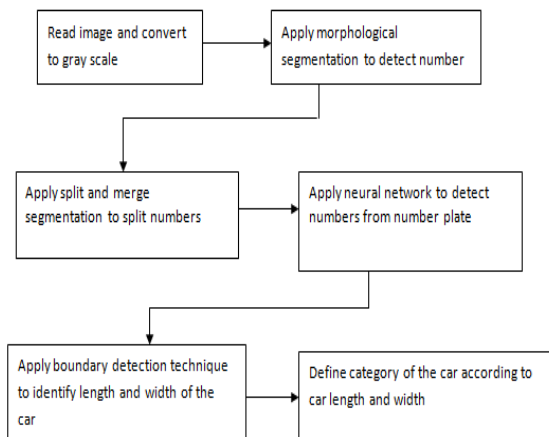 Read image and convert
to gray scale
Apply morphological
segmentation to detect number
Apply split and merge
segmentation to split numbers
Apply neural network to detect
numbers from number plate
Apply boundary detection technique
to identify length and width of the
car
Define category of the car according to
car length and width